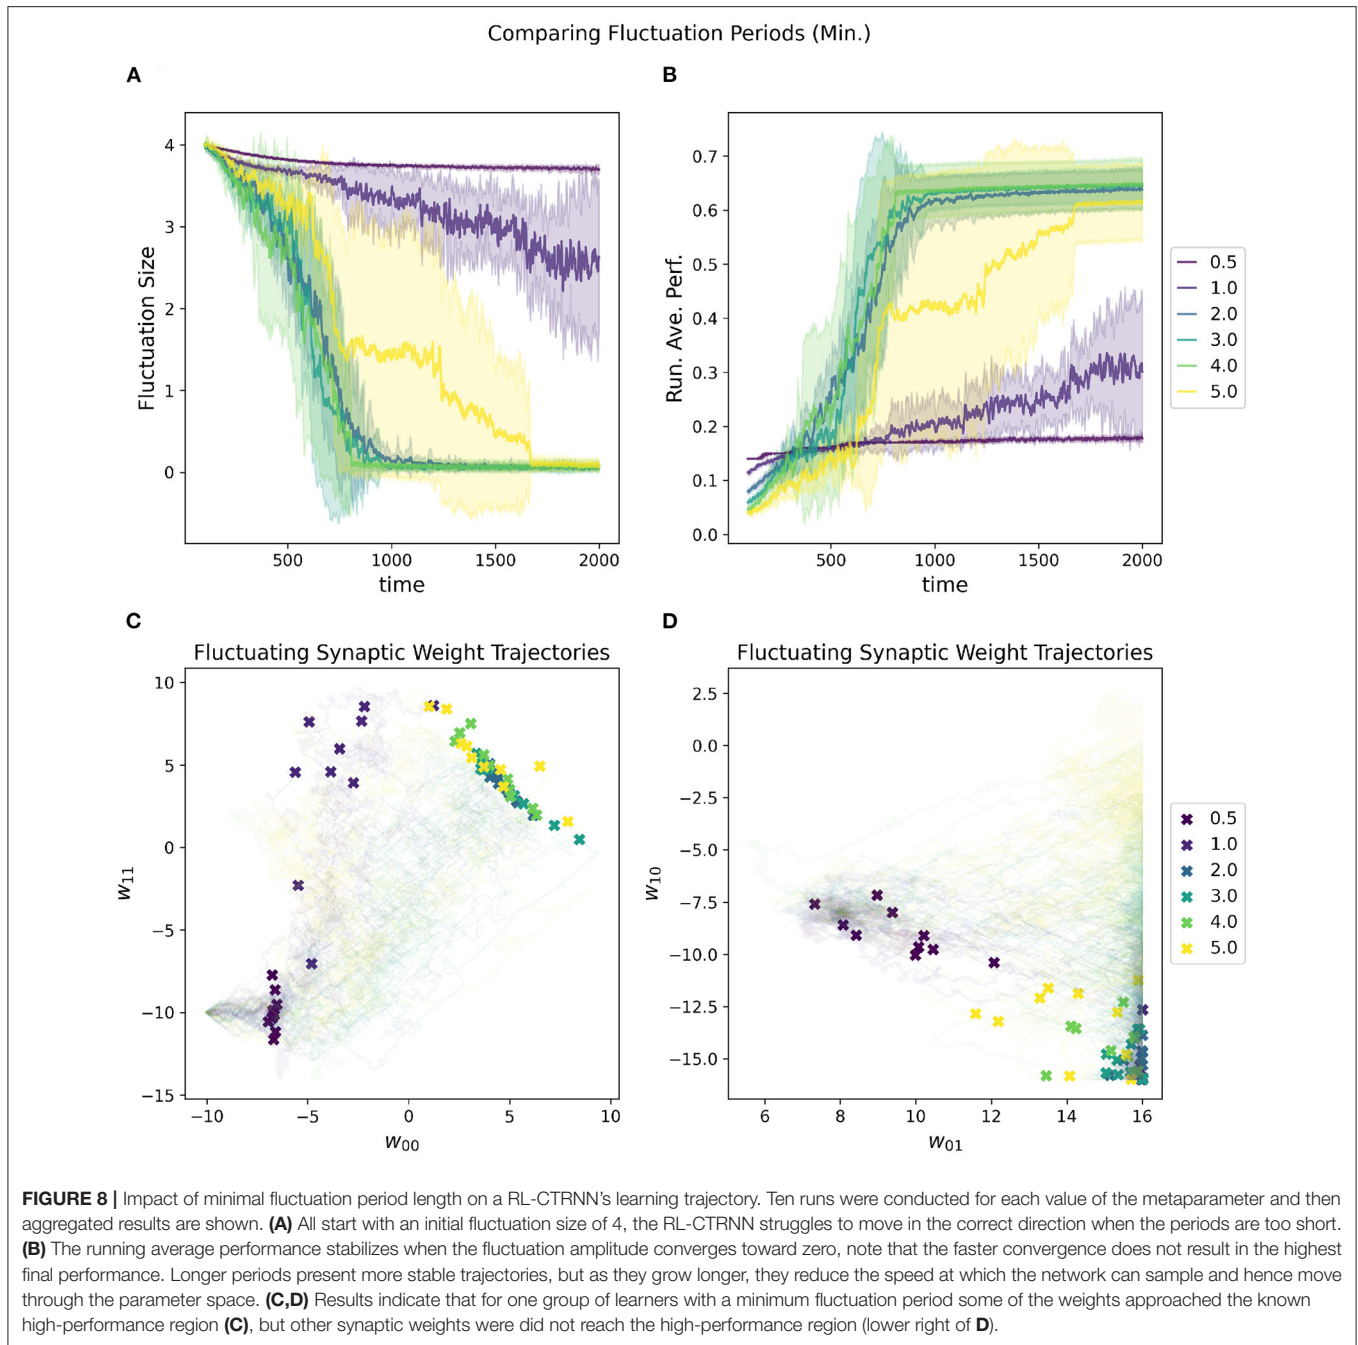 Comparing Fluctuation Periods (Min.)
A
B
4
3
2
1
0
Fluctuation Size
500
1000
1500
2000
time
0.7
0.6
0.5
0.4
0.3
0.2
0.1
0.0
Run. Ave. Perf.
500
1000
1500
2000
time
0.5
1.0
2.0
3.0
4.0
5.0
C
D
Fluctuating Synaptic Weight Trajectories
10
5
0
−5
−10
−15
w11
−10
−5
0
5
10
w00
Fluctuating Synaptic Weight Trajectories
2.5
0.0
−2.5
−5.0
−7.5
−10.0
−12.5
−15.0
w10
6
8
10
12
14
16
w01
0.5
1.0
2.0
3.0
4.0
5.0
FIGURE 8 | Impact of minimal fluctuation period length on a RL-CTRNN's learning trajectory. Ten runs were conducted for each value of the metaparameter and then
aggregated results are shown. (A) All start with an initial fluctuation size of 4, the RL-CTRNN struggles to move in the correct direction when the periods are too short.
(B) The running average performance stabilizes when the fluctuation amplitude converges toward zero, note that the faster convergence does not result in the highest
final performance. Longer periods present more stable trajectories, but as they grow longer, they reduce the speed at which the network can sample and hence move
through the parameter space. (C,D) Results indicate that for one group of learners with a minimum fluctuation period some of the weights approached the known
high-performance region (C), but other synaptic weights were did not reach the high-performance region (lower right of D).